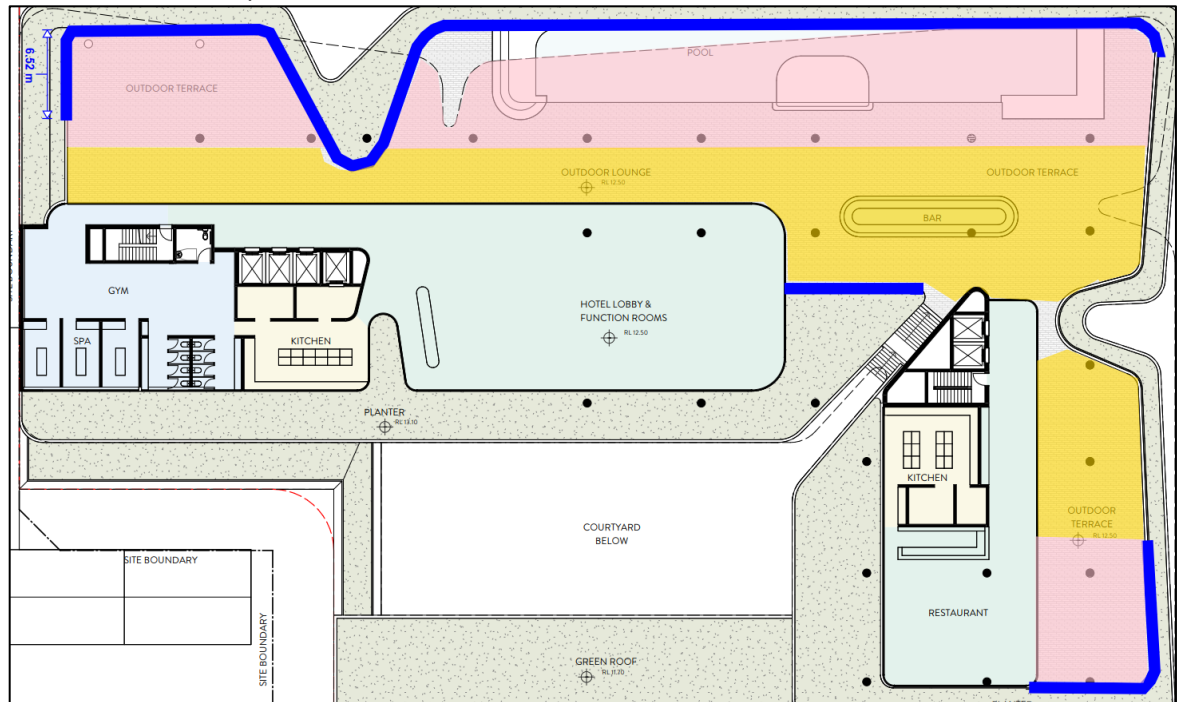 6.52 m
POOL
OUTDOOR TERRACE
OUTDOOR LOUNGE
RL 12.50
OUTDOOR TERRACE
BAR
GYM
HOTEL LOBBY &
FUNCTION ROOMS
RL 12.50
SPA
KITCHEN
PLANTER
RL 13.10
KITCHEN
OUTDOOR
TERRACE
RL 12.50
COURTYARD
BELOW
SITE BOUNDARY
SITE BOUNDARY
RESTAURANT
GREEN ROOF
RL 11.70